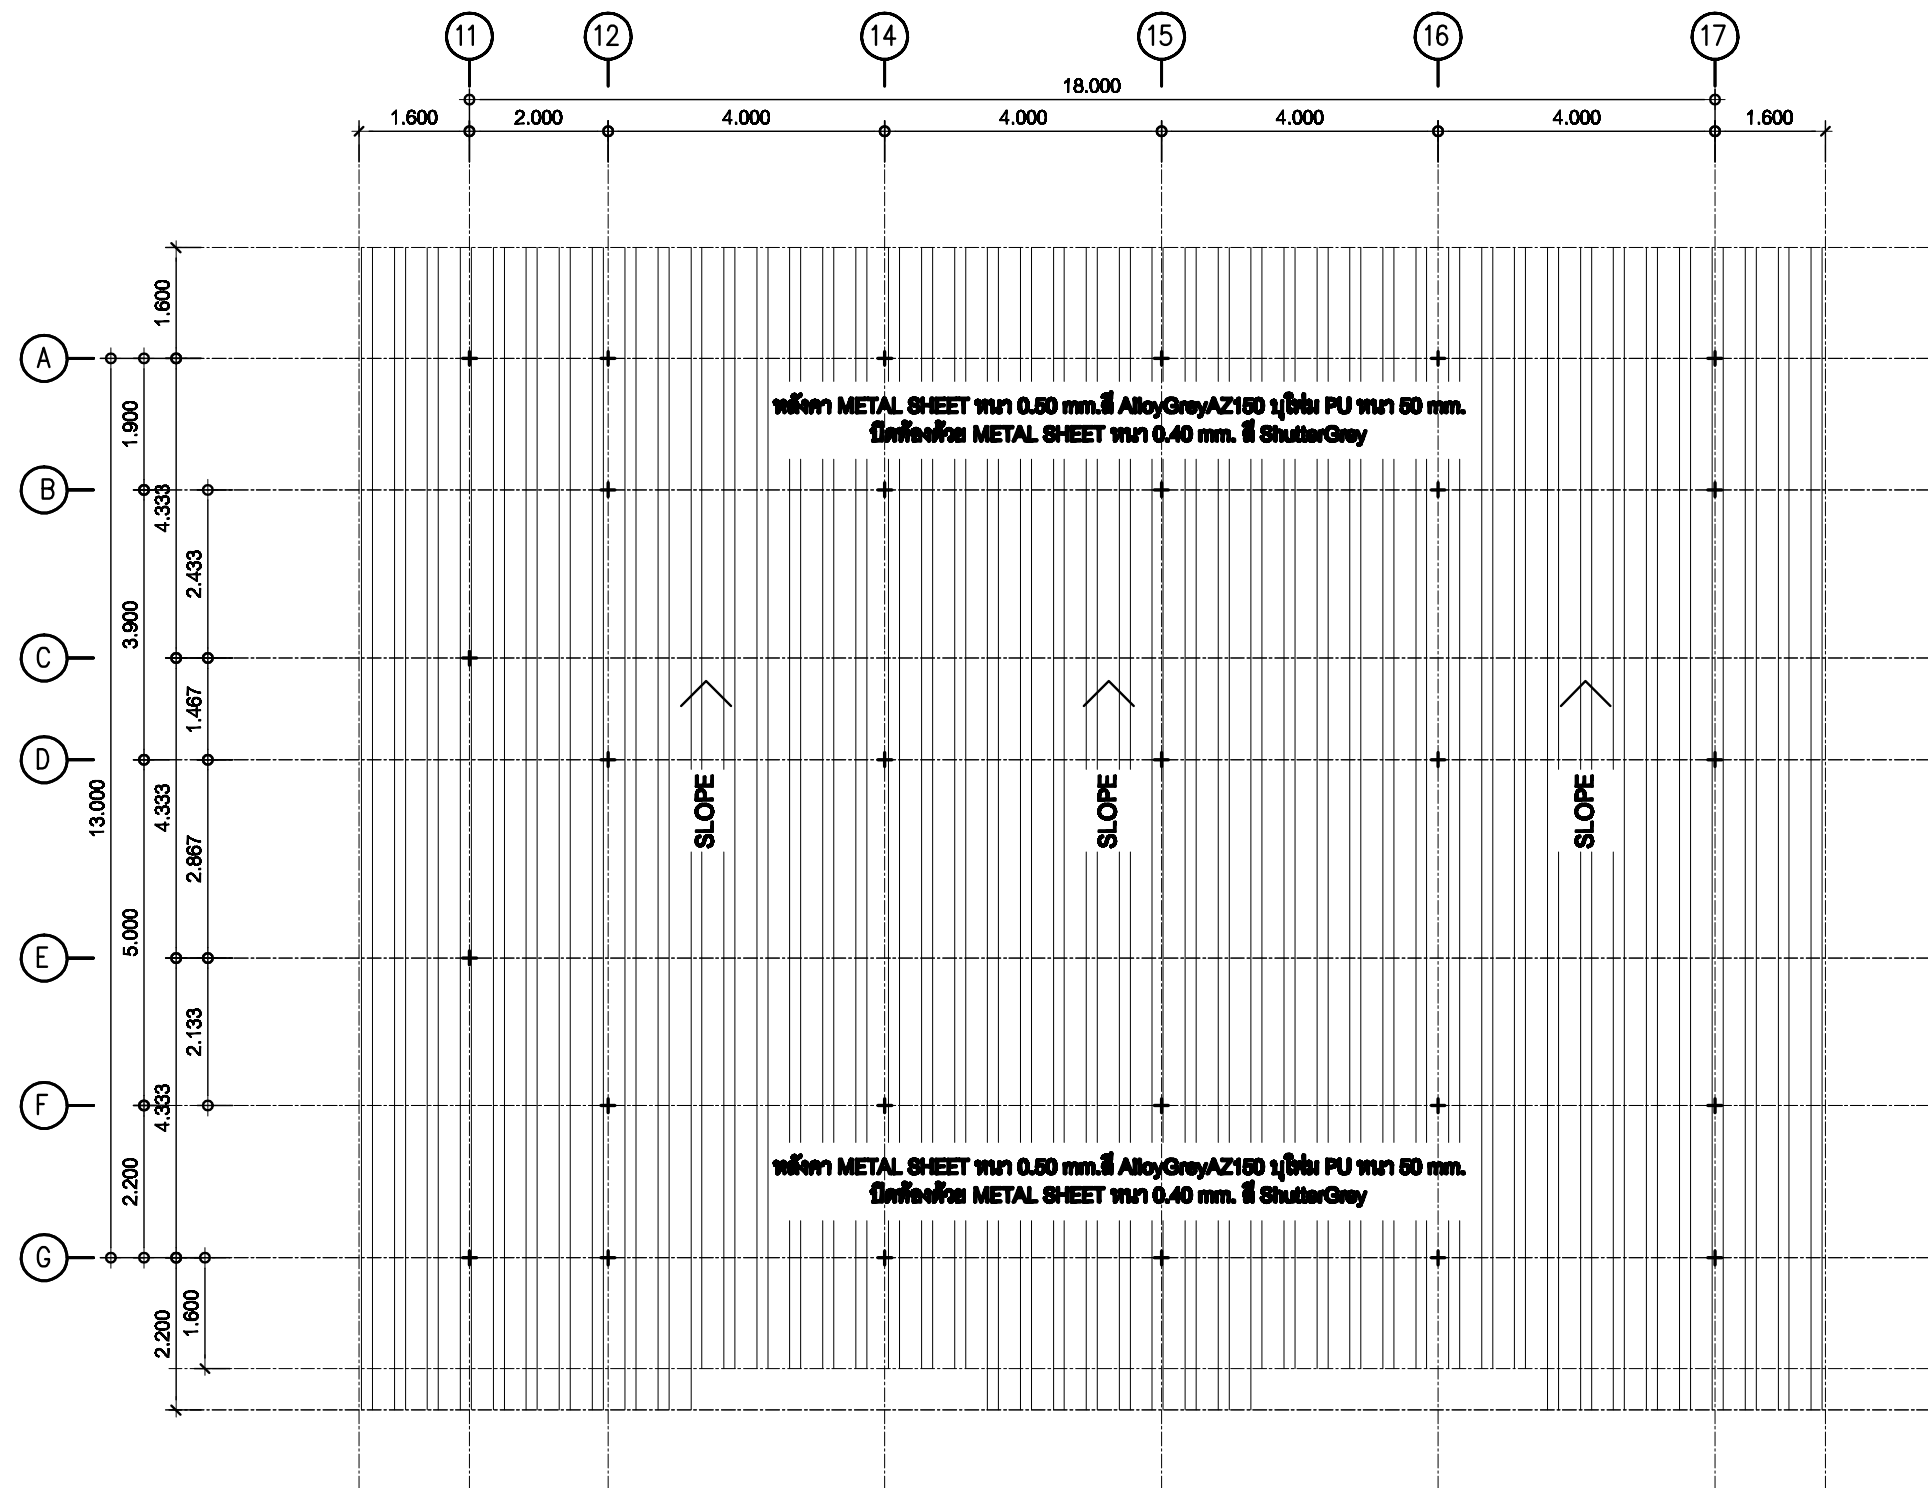 11 12 14 15 16 17
18.000
1.600 2.000 4.000 4.000 4.000 4.000 1.600
1.600
A
1.900
หลังคา METAL SHEET หนา 0.50 mm.สี AlloyGreyAZ150 บุโฟม PU หนา 50 mm.
ปิดท้องด้วย METAL SHEET หนา 0.40 mm. สี ShutterGrey
B
4.333
2.433
3.900
C
1.467
D
13.000
4.333
SLOPE SLOPE SLOPE
2.867
5.000
E
2.133
F
4.333
2.200
หลังคา METAL SHEET หนา 0.50 mm.สี AlloyGreyAZ150 บุโฟม PU หนา 50 mm.
ปิดท้องด้วย METAL SHEET หนา 0.40 mm. สี ShutterGrey
G
2.200
1.600